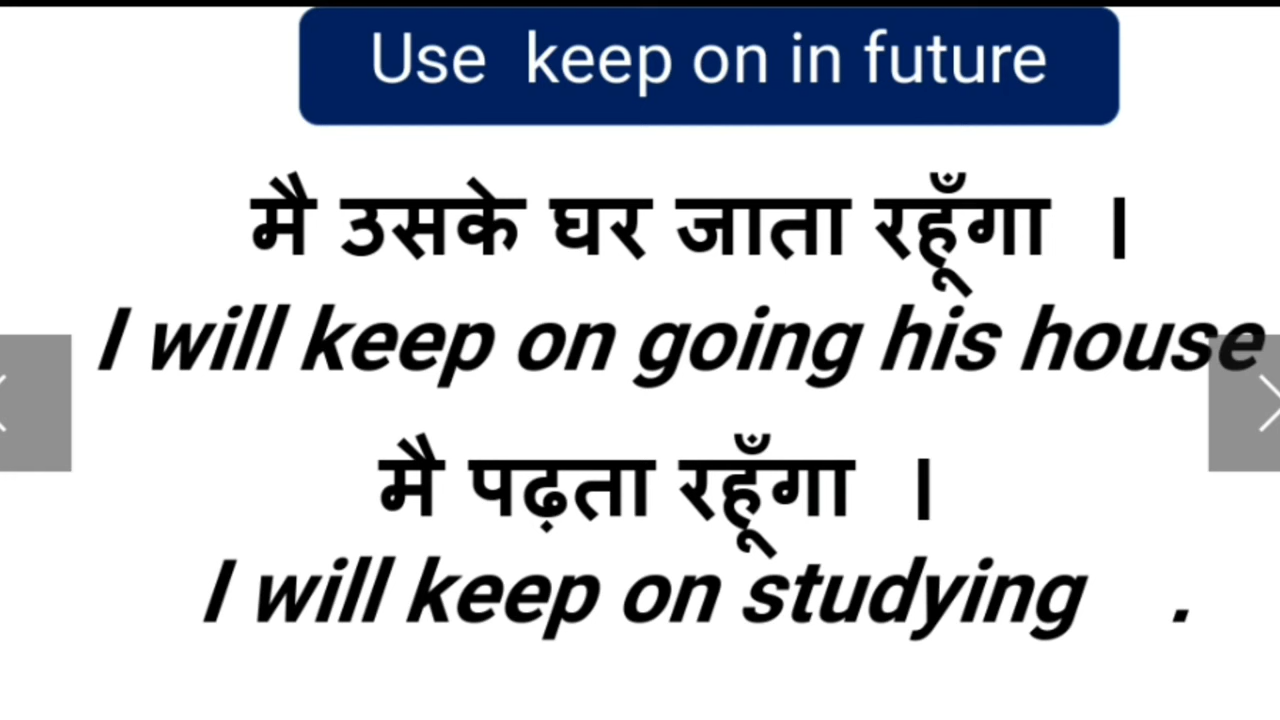 Use keep on in future
मै उसके घर जाता रहूँगा ।
I will keep on going his house
मै पढ़ता रहूँगा ।
I will keep on studying .